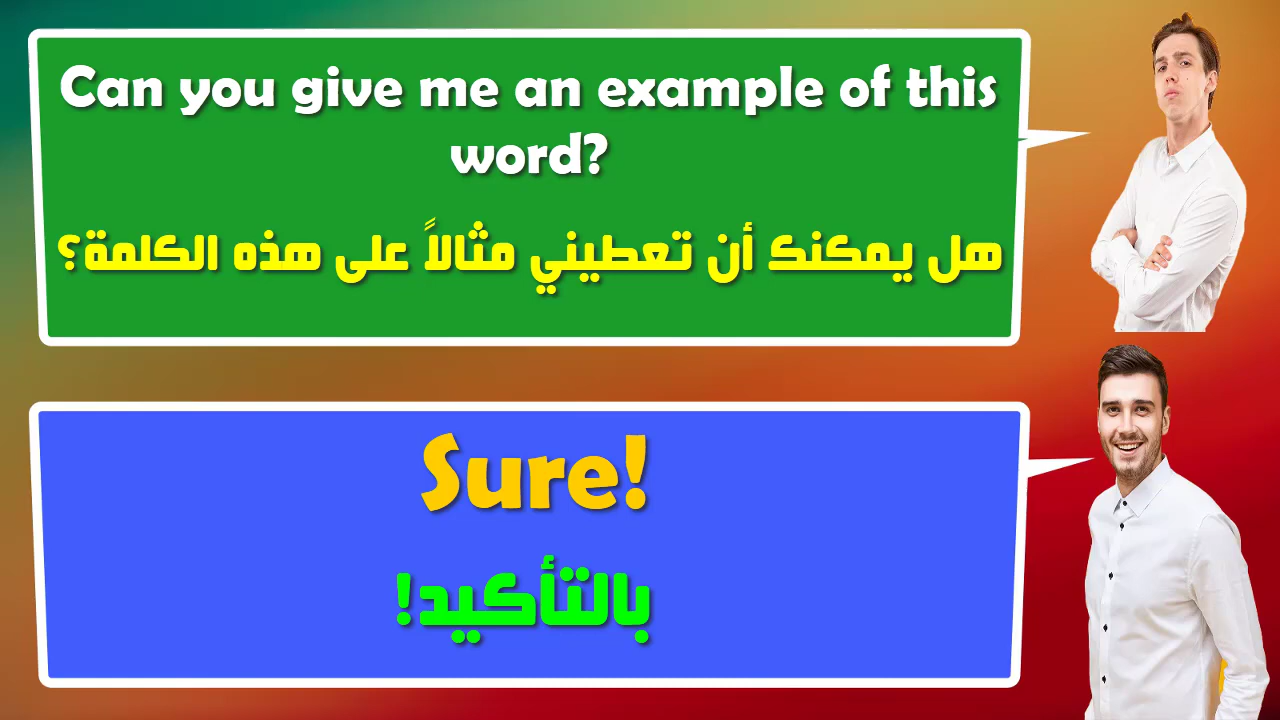 Can you give me an example of this
word?
هل يمكنك أن تعطيني مثالاً على هذه الكلمة؟
Sure!
بالتأكيد!